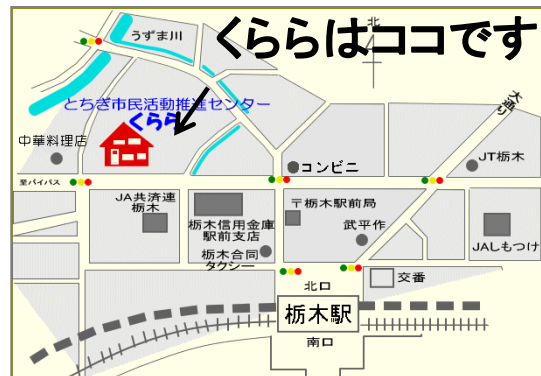 くららはココです
北
うずま川
大通り
とちぎ市民活動推進センター
くらら
中華料理店
コンビニ
JT栃木
至バイパス
JA共済連
栃木
栃木信用金庫
駅前支店
〒栃木駅前局
武平作
JAしもつけ
栃木合同
タクシー
交番
北口
栃木駅
南口